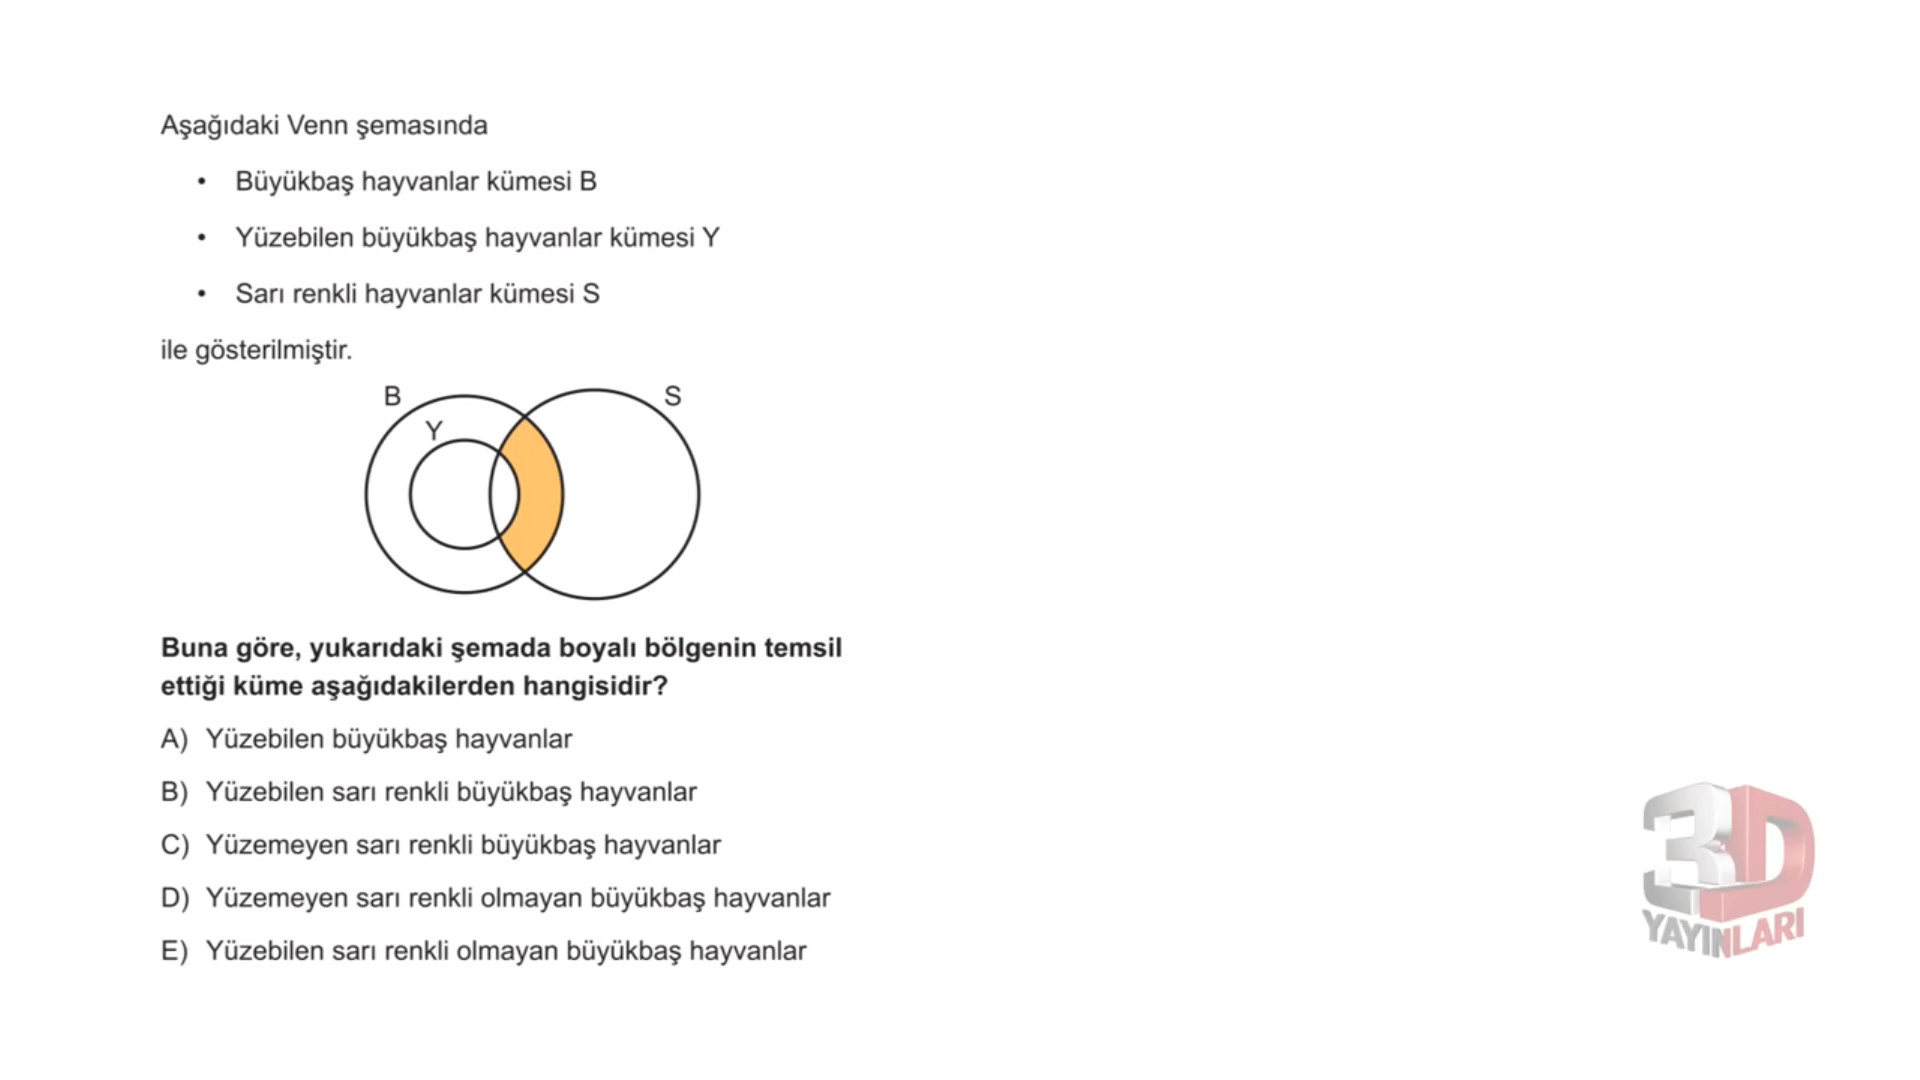 Aşağıdaki Venn şemasında
• Büyükbaş hayvanlar kümesi B
• Yüzebilen büyükbaş hayvanlar kümesi Y
• Sarı renkli hayvanlar kümesi S
ile gösterilmiştir.
B
S
Y
Buna göre, yukarıdaki şemada boyalı bölgenin temsil
ettiği küme aşağıdakilerden hangisidir?
A) Yüzebilen büyükbaş hayvanlar
B) Yüzebilen sarı renkli büyükbaş hayvanlar
C) Yüzemeyen sarı renkli büyükbaş hayvanlar
D) Yüzemeyen sarı renkli olmayan büyükbaş hayvanlar
E) Yüzebilen sarı renkli olmayan büyükbaş hayvanlar
3D
YAYINLARI